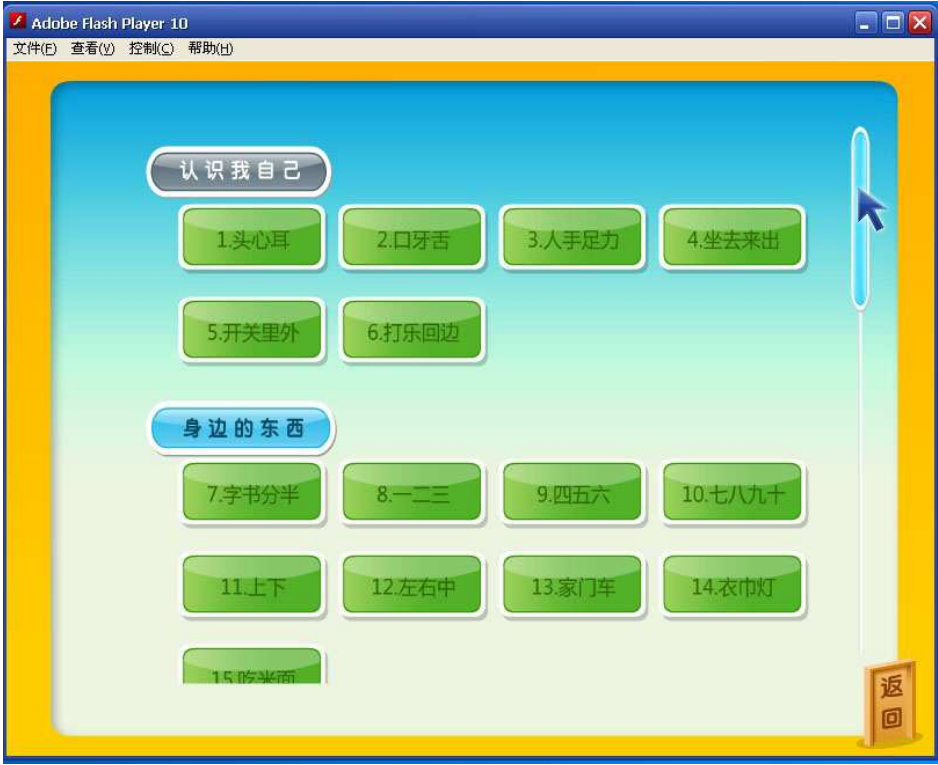 Adobe Flash Player 10
文件(F) 查看(V) 控制(C) 帮助(H)
认识我自己
1.头心耳 2.口牙舌 3.人手足力 4.坐去来出
5.开关里外 6.打乐回边
身边的东西
7.字书分半 8.一二三 9.四五六 10.七八九十
11.上下 12.左右中 13.家门车 14.衣巾灯
15.吃米面
返
回